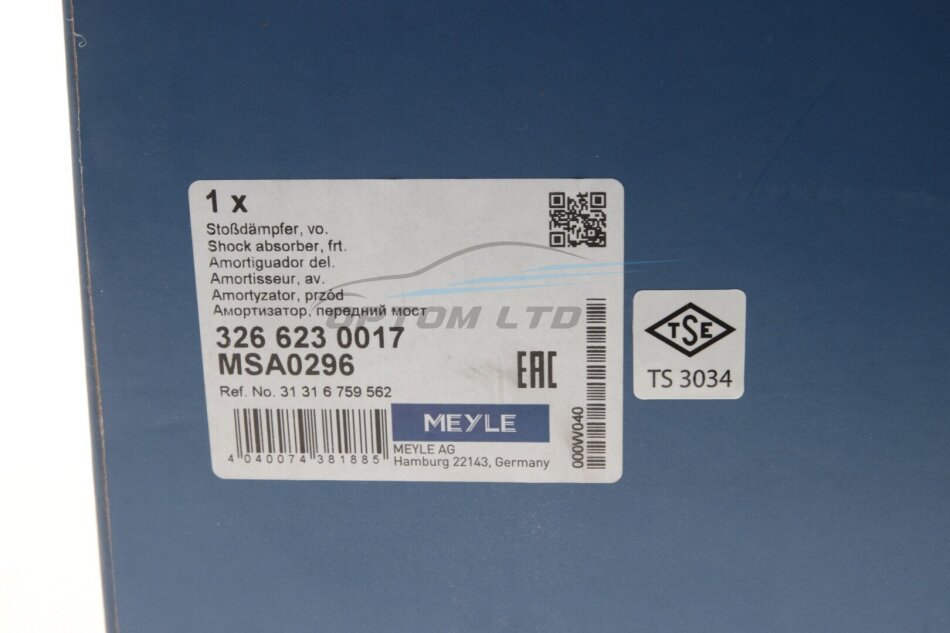 1 x
Stoßdämpfer, vo.
Shock absorber, frt.
Amortiguador del.
Amortisseur, av.
Amortyzator, przód
Амортизатор, передний мост
OPTOM LTD
326 623 0017
MSA0296
EAC
Ref. No. 31 31 6 759 562
MEYLE
MEYLE AG
Hamburg 22143, Germany
4 040074 381885
000W040
TSE
TS 3034